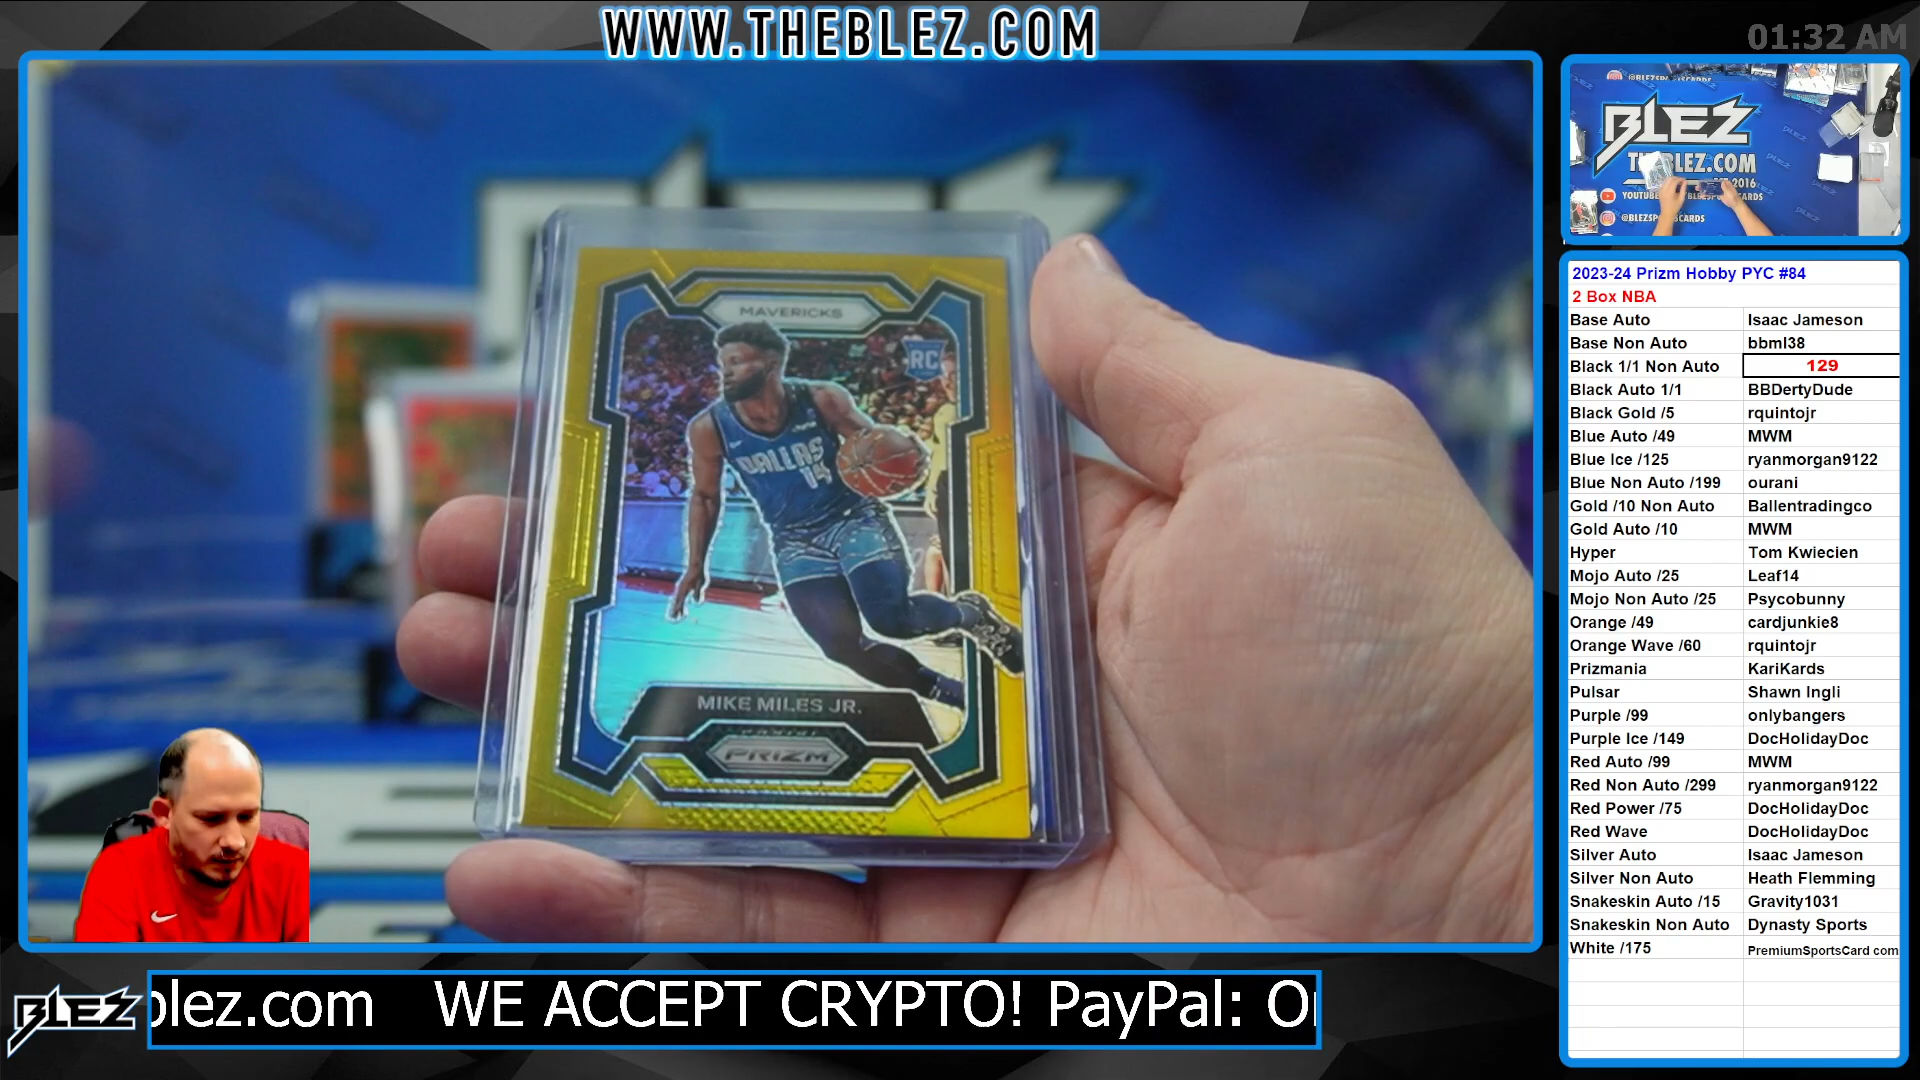 WWW.THEBLEZ.COM
01:32 AM
MAVERICKS
RC
DALLAS
14
MIKE MILES JR.
PANINI
PRIZM
BLEZ
THEBLEZ.COM
2016
@BLEZSPORTSCARDS
2023-24 Prizm Hobby PYC #84
2 Box NBA
Base Auto Isaac Jameson
Base Non Auto bbml38
Black 1/1 Non Auto 129
Black Auto 1/1 BBDertyDude
Black Gold /5 rquintojr
Blue Auto /49 MWM
Blue Ice /125 ryanmorgan9122
Blue Non Auto /199 ourani
Gold /10 Non Auto Ballentradingco
Gold Auto /10 MWM
Hyper Tom Kwiecien
Mojo Auto /25 Leaf14
Mojo Non Auto /25 Psycobunny
Orange /49 cardjunkie8
Orange Wave /60 rquintojr
Prizmania KariKards
Pulsar Shawn Ingli
Purple /99 onlybangers
Purple Ice /149 DocHolidayDoc
Red Auto /99 MWM
Red Non Auto /299 ryanmorgan9122
Red Power /75 DocHolidayDoc
Red Wave DocHolidayDoc
Silver Auto Isaac Jameson
Silver Non Auto Heath Flemming
Snakeskin Auto /15 Gravity1031
Snakeskin Non Auto Dynasty Sports
White /175 PremiumSportsCard com
BLEZ
blez.com WE ACCEPT CRYPTO! PayPal: